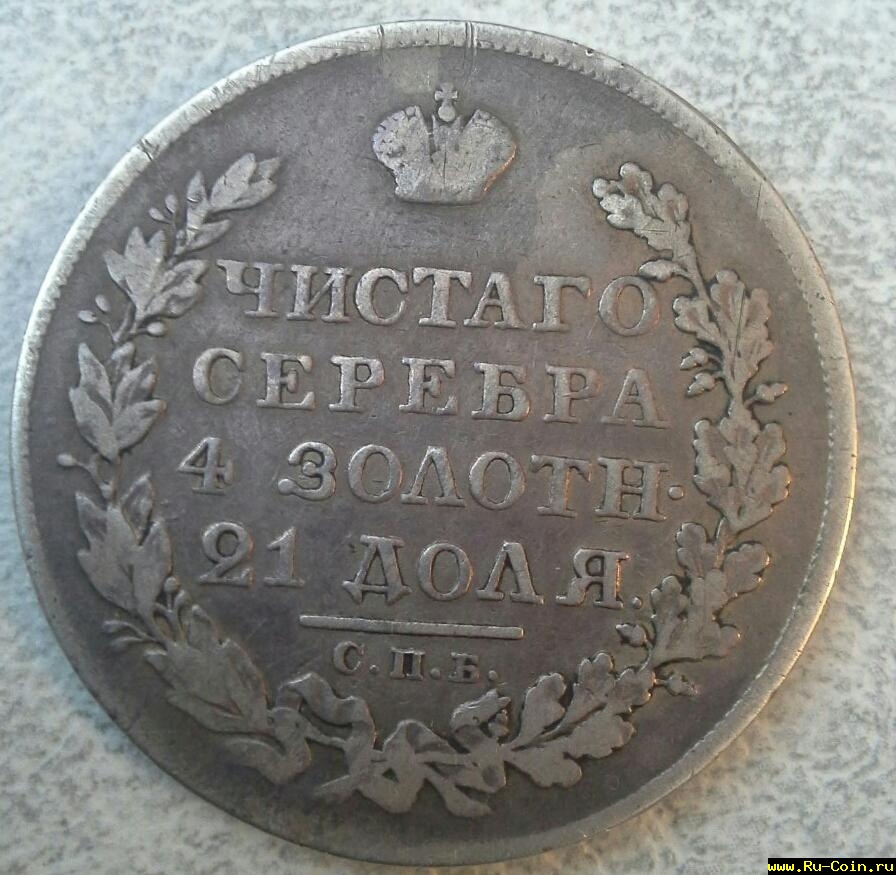 ЧИСТАГО
СЕРЕБРА
4 ЗОЛОТН.
21 ДОЛЯ.
С.П.Б.
www.Ru-Coin.ru